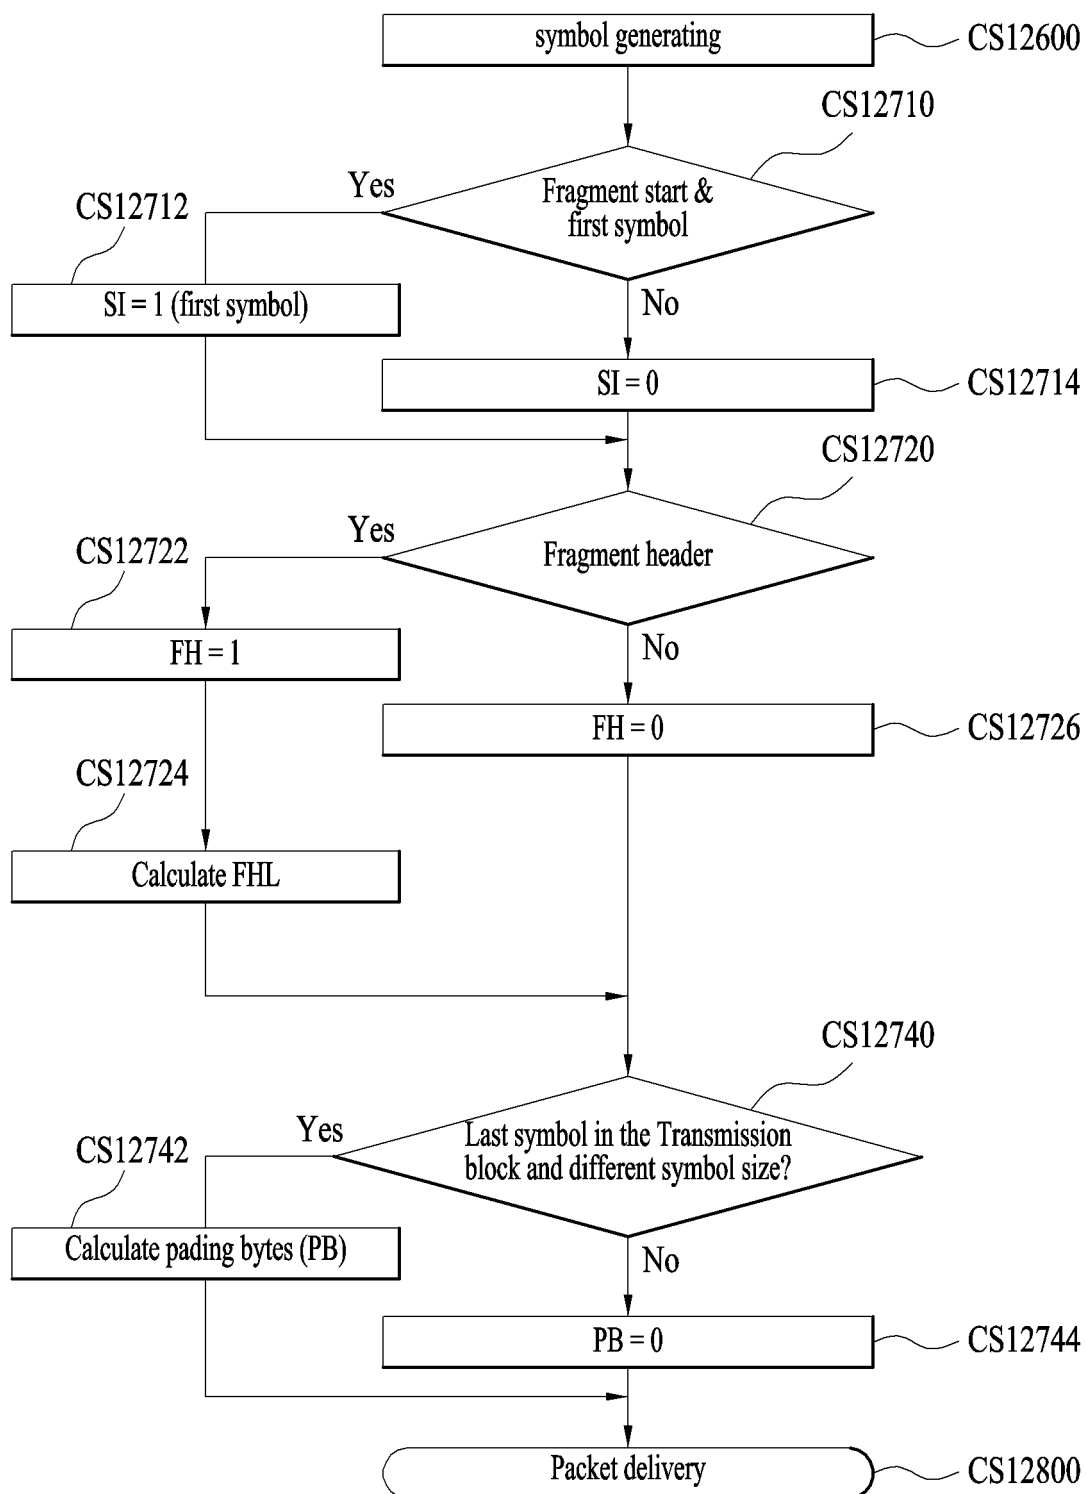 symbol generating
CS12600
CS12710
Fragment start &
first symbol
Yes
CS12712
SI = 1 (first symbol)
No
SI = 0
CS12714
CS12720
Yes
Fragment header
CS12722
FH = 1
No
FH = 0
CS12726
CS12724
Calculate FHL
CS12740
Yes
Last symbol in the Transmission
block and different symbol size?
CS12742
Calculate pading bytes (PB)
No
PB = 0
CS12744
Packet delivery
CS12800